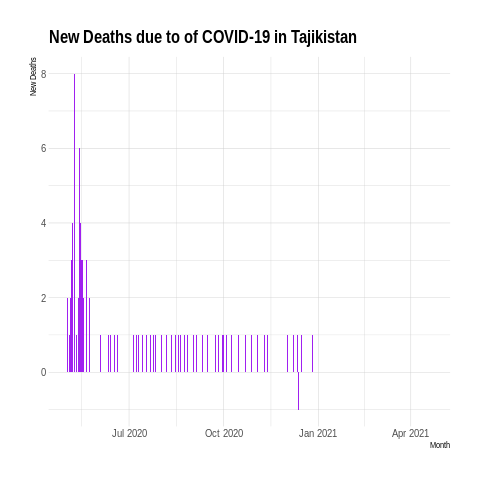 New Deaths due to of COVID-19 in Tajikistan
New Deaths
8
6
4
2
0
Jul 2020 Oct 2020 Jan 2021 Apr 2021
Month